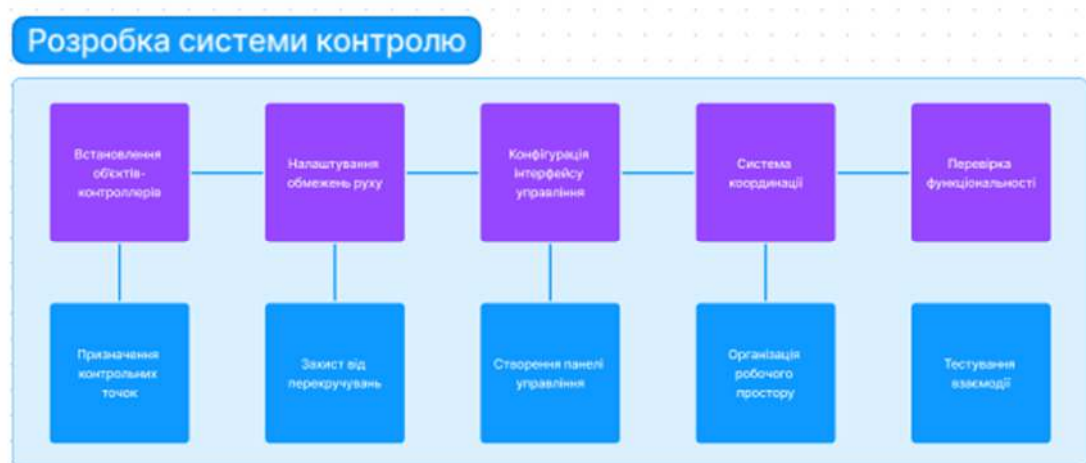 Розробка системи контролю
Встановлення
об'єктів-
контроллерів
Налаштування
обмежень руху
Конфігурація
інтерфейсу
управління
Система
координації
Перевірка
функціональності
Призначення
контрольних
точок
Захист від
перекручувань
Створення панелі
управління
Організація
робочого
простору
Тестування
взаємодії